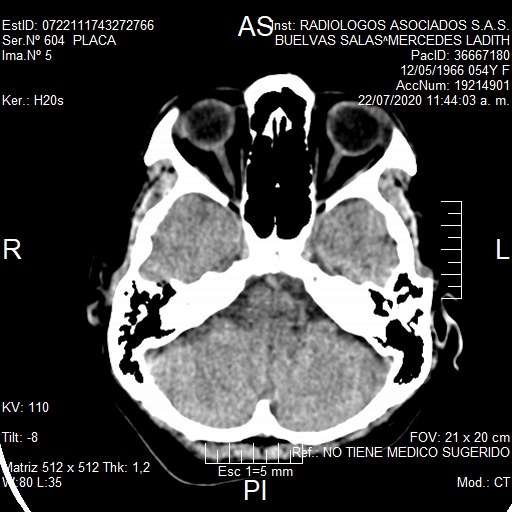 EstID: 0722111743272766
Ser.Nº 604 PLACA
Ima.Nº 5
Ker.: H20s
AS
Inst: RADIOLOGOS ASOCIADOS S.A.S.
BUELVAS SALAS^MERCEDES LADITH
PacID: 36667180
12/05/1966 054Y F
AccNum: 19214901
22/07/2020 11:44:03 a. m.
R
L
KV: 110
Tilt: -8
Matriz 512 x 512 Thk: 1,2
W:80 L:35
FOV: 21 x 20 cm
Ref.: NO TIENE MEDICO SUGERIDO
Esc 1=5 mm
PI
Mod.: CT